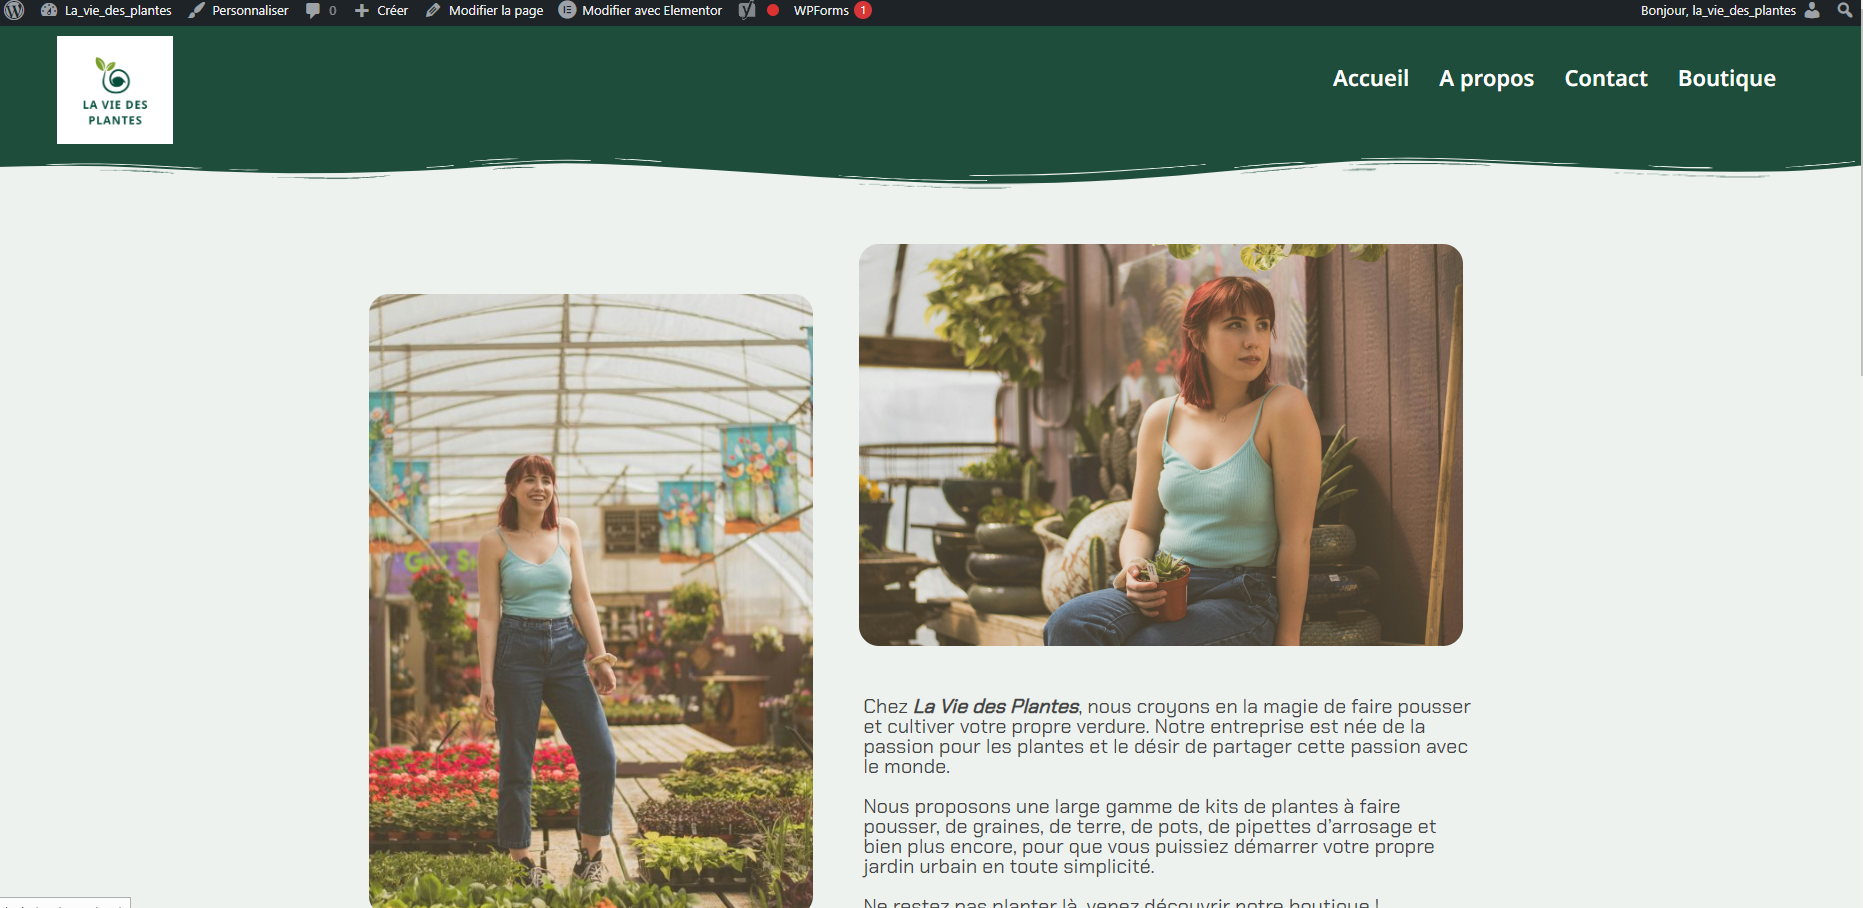 La_vie_des_plantes Personnaliser 0 Créer Modifier la page Modifier avec Elementor WPForms 1 Bonjour, la_vie_des_plantes
LA VIE DES
PLANTES
Accueil A propos Contact Boutique
Chez La Vie des Plantes, nous croyons en la magie de faire pousser
et cultiver votre propre verdure. Notre entreprise est née de la
passion pour les plantes et le désir de partager cette passion avec
le monde.
Nous proposons une large gamme de kits de plantes à faire
pousser, de graines, de terre, de pots, de pipettes d'arrosage et
bien plus encore, pour que vous puissiez démarrer votre propre
jardin urbain en toute simplicité.
Ne restez pas planter là, venez découvrir notre boutique !